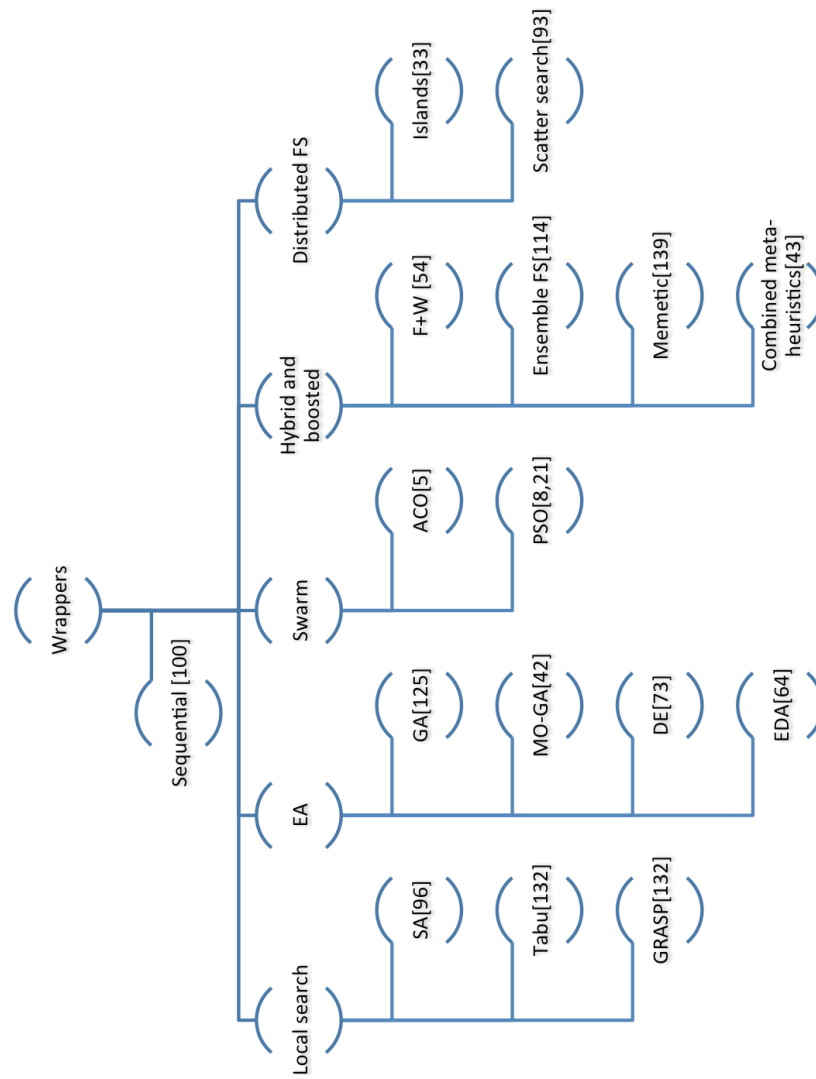 Wrappers
Sequential [100]
Local search
SA[96]
Tabu[132]
GRASP[132]
EA
GA[125]
MO-GA[42]
DE[73]
EDA[64]
Swarm
ACO[5]
PSO[8,21]
Hybrid and
boosted
F+W [54]
Ensemble FS[114]
Memetic[139]
Combined meta-
heuristics[43]
Distributed FS
Islands[33]
Scatter search[93]